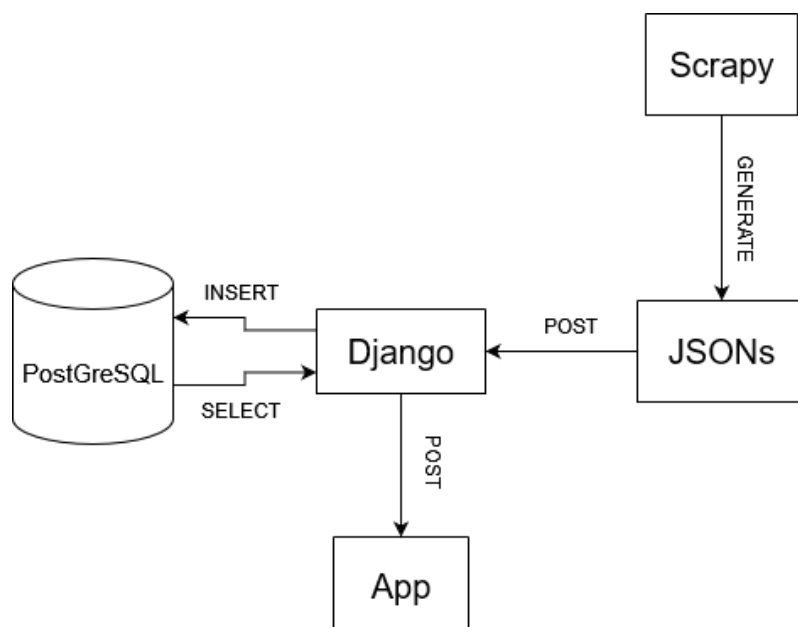 Scrapy
GENERATE
INSERT
POST
Django
JSONs
PostGreSQL
SELECT
POST
App